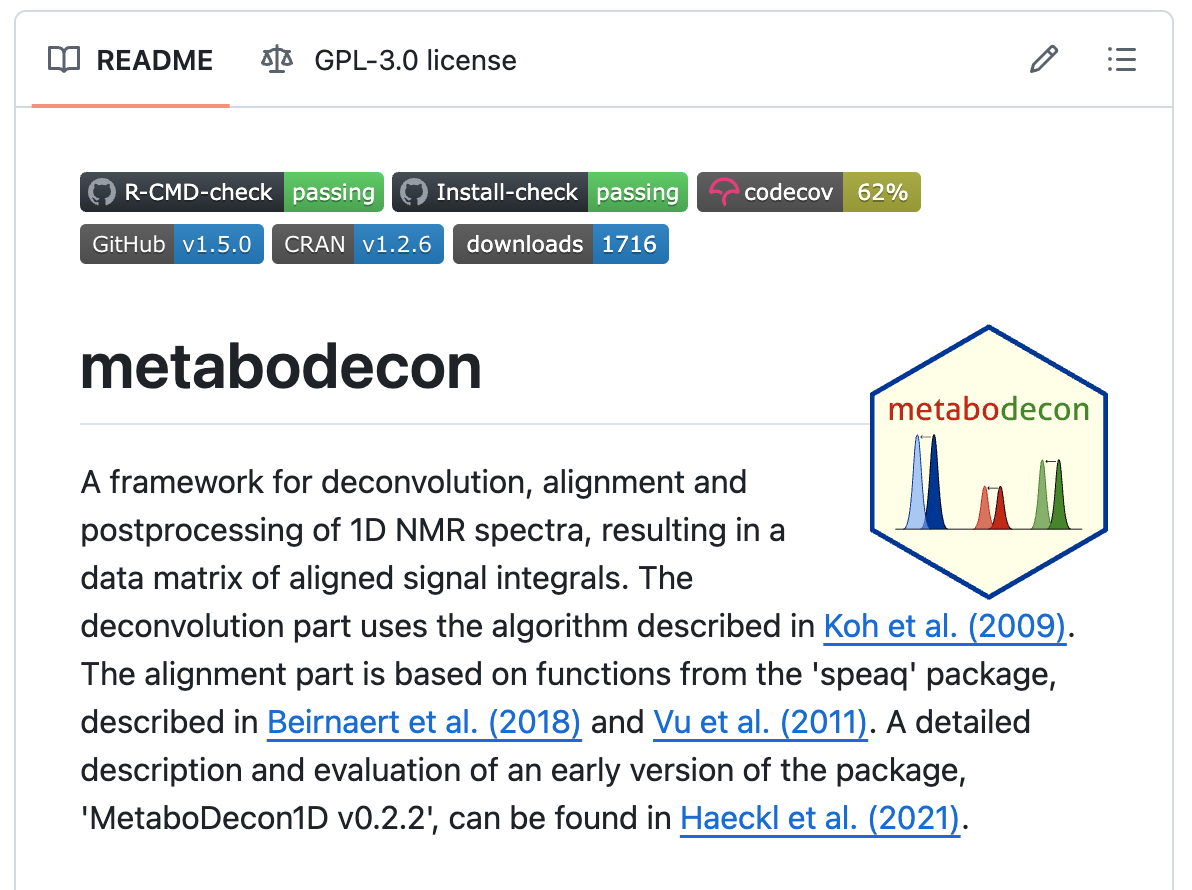 README GPL-3.0 license
R-CMD-check passing Install-check passing codecov 62%
GitHub v1.5.0 CRAN v1.2.6 downloads 1716
metabodecon
metabodecon
A framework for deconvolution, alignment and
postprocessing of 1D NMR spectra, resulting in a
data matrix of aligned signal integrals. The
deconvolution part uses the algorithm described in Koh et al. (2009).
The alignment part is based on functions from the 'speaq' package,
described in Beirnaert et al. (2018) and Vu et al. (2011). A detailed
description and evaluation of an early version of the package,
'MetaboDecon1D v0.2.2', can be found in Haeckl et al. (2021).